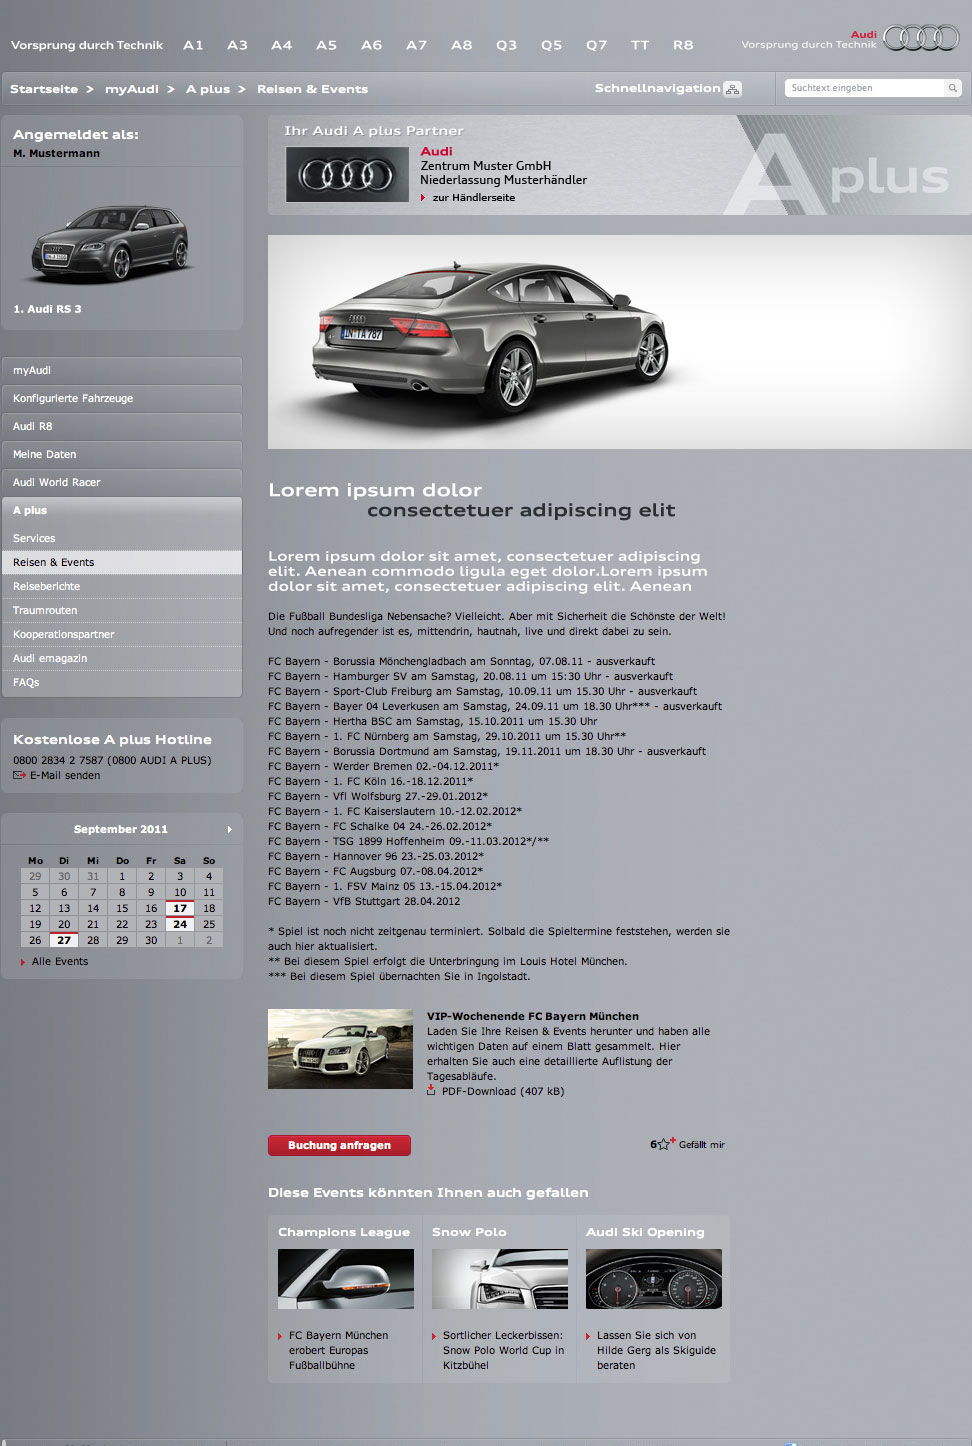 Vorsprung durch Technik A1 A3 A4 A5 A6 A7 A8 Q3 Q5 Q7 TT R8
Audi
Vorsprung durch Technik
Startseite > myAudi > A plus > Reisen & Events
Schnellnavigation
Suchtext eingeben
Angemeldet als:
M. Mustermann
1. Audi RS 3
Ihr Audi A plus Partner
Audi
Zentrum Muster GmbH
Niederlassung Musterhändler
zur Händlerseite
A plus
IN TA 787
myAudi
Konfigurierte Fahrzeuge
Audi R8
Meine Daten
Audi World Racer
A plus
Services
Reisen & Events
Reiseberichte
Traumrouten
Kooperationspartner
Audi emagazin
FAQs
Kostenlose A plus Hotline
0800 2834 2 7587 (0800 AUDI A PLUS)
E-Mail senden
September 2011
Mo Di Mi Do Fr Sa So
29 30 31 1 2 3 4
5 6 7 8 9 10 11
12 13 14 15 16 17 18
19 20 21 22 23 24 25
26 27 28 29 30 1 2
Alle Events
Lorem ipsum dolor
consectetuer adipiscing elit
Lorem ipsum dolor sit amet, consectetuer adipiscing
elit. Aenean commodo ligula eget dolor.Lorem ipsum
dolor sit amet, consectetuer adipiscing elit. Aenean
Die Fußball Bundesliga Nebensache? Vielleicht. Aber mit Sicherheit die Schönste der Welt!
Und noch aufregender ist es, mittendrin, hautnah, live und direkt dabei zu sein.
FC Bayern - Borussia Mönchengladbach am Sonntag, 07.08.11 - ausverkauft
FC Bayern - Hamburger SV am Samstag, 20.08.11 um 15:30 Uhr - ausverkauft
FC Bayern - Sport-Club Freiburg am Samstag, 10.09.11 um 15.30 Uhr - ausverkauft
FC Bayern - Bayer 04 Leverkusen am Samstag, 24.09.11 um 18.30 Uhr*** - ausverkauft
FC Bayern - Hertha BSC am Samstag, 15.10.2011 um 15.30 Uhr
FC Bayern - 1. FC Nürnberg am Samstag, 29.10.2011 um 15.30 Uhr**
FC Bayern - Borussia Dortmund am Samstag, 19.11.2011 um 18.30 Uhr - ausverkauft
FC Bayern - Werder Bremen 02.-04.12.2011*
FC Bayern - 1. FC Köln 16.-18.12.2011*
FC Bayern - Vfl Wolfsburg 27.-29.01.2012*
FC Bayern - 1. FC Kaiserslautern 10.-12.02.2012*
FC Bayern - FC Schalke 04 24.-26.02.2012*
FC Bayern - TSG 1899 Hoffenheim 09.-11.03.2012*/**
FC Bayern - Hannover 96 23.-25.03.2012*
FC Bayern - FC Augsburg 07.-08.04.2012*
FC Bayern - 1. FSV Mainz 05 13.-15.04.2012*
FC Bayern - VfB Stuttgart 28.04.2012
* Spiel ist noch nicht zeitgenau terminiert. Solbald die Spieltermine feststehen, werden sie
auch hier aktualisiert.
** Bei diesem Spiel erfolgt die Unterbringung im Louis Hotel München.
*** Bei diesem Spiel übernachten Sie in Ingolstadt.
VIP-Wochenende FC Bayern München
Laden Sie Ihre Reisen & Events herunter und haben alle
wichtigen Daten auf einem Blatt gesammelt. Hier
erhalten Sie auch eine detaillierte Auflistung der
Tagesabläufe.
PDF-Download (407 kB)
Buchung anfragen
6 Gefällt mir
Diese Events könnten Ihnen auch gefallen
Champions League
FC Bayern München
erobert Europas
Fußballbühne
Snow Polo
Sortlicher Leckerbissen:
Snow Polo World Cup in
Kitzbühel
Audi Ski Opening
Lassen Sie sich von
Hilde Gerg als Skiguide
beraten